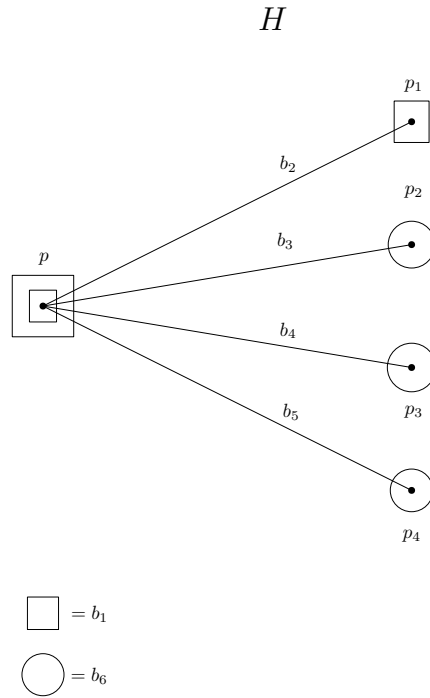 H
p₁
b₂
p₂
b₃
p
b₄
p₃
b₅
p₄
= b₁
= b₆